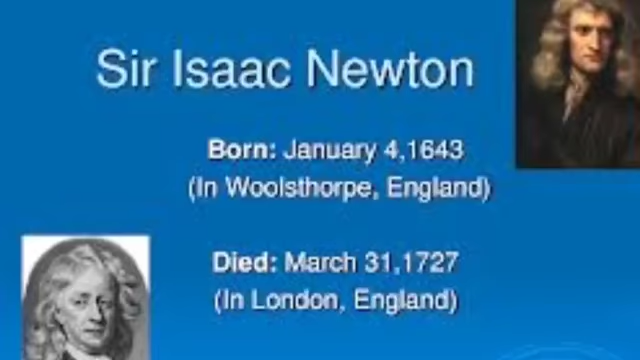 Sir Isaac Newton
Born: January 4,1643
(In Woolsthorpe, England)
Died: March 31,1727
(In London, England)